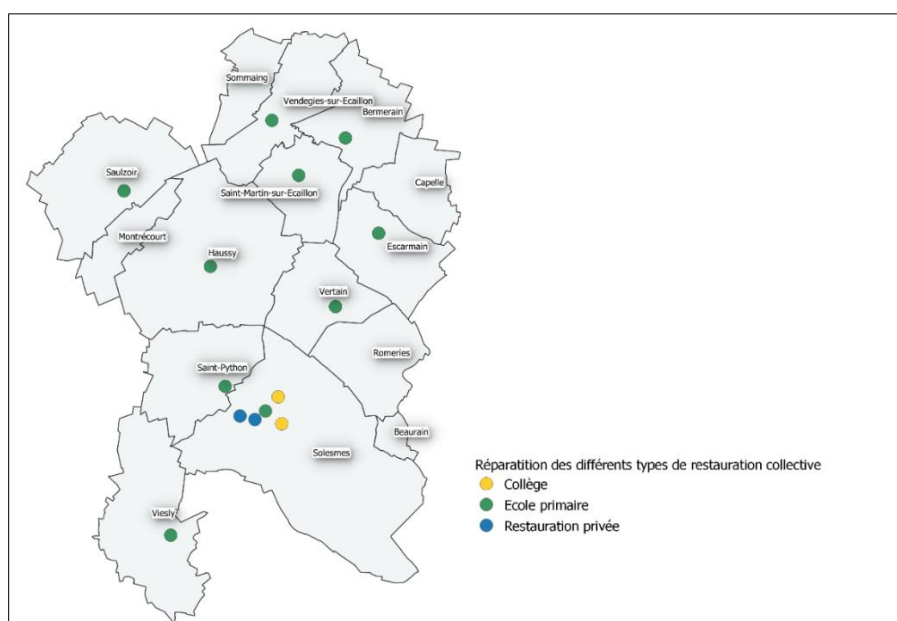 Sommaing
Vendegies-sur-Ecaillon
Bermerain
Saulzoir
Capelle
Saint-Martin-sur-Ecaillon
Montrécourt
Escarmain
Haussy
Vertain
Romeries
Saint-Python
Beaurain
Solesmes
Viesly
Réparatition des différents types de restauration collective
Collège
Ecole primaire
Restauration privée